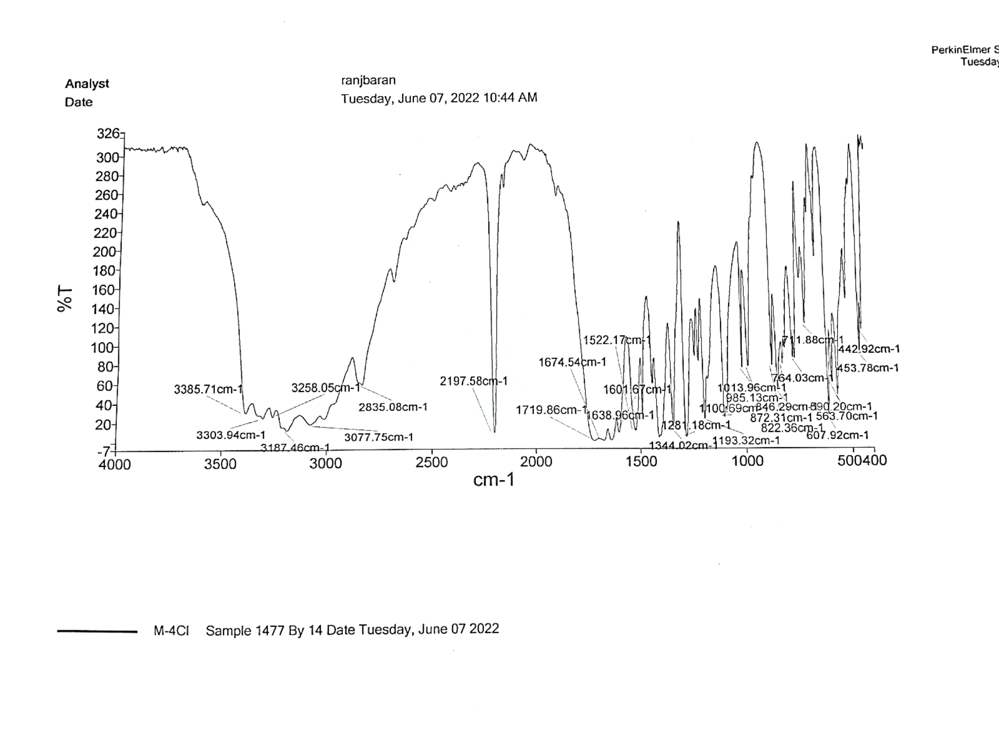 PerkinElmer S
Tuesday
Analyst ranjbaran
Date Tuesday, June 07, 2022 10:44 AM
326
300
280
260
240
220
200
180
160
140
120
100
80
60
40
20
-7
%T
4000 3500 3000 2500 2000 1500 1000 500400
cm-1
3385.71cm-1
3303.94cm-1
3258.05cm-1
3187.46cm-1
3077.75cm-1
2835.08cm-1
2197.58cm-1
1719.86cm-1
1674.54cm-1
1638.96cm-1
1601.67cm-1
1522.17cm-1
1344.02cm-1
1281.18cm-1
1193.32cm-1
1100.69cm-1
1013.96cm-1
985.13cm-1
872.31cm-1
846.29cm-1
822.36cm-1
764.03cm-1
711.88cm-1
607.92cm-1
590.20cm-1
563.70cm-1
453.78cm-1
442.92cm-1
M-4Cl Sample 1477 By 14 Date Tuesday, June 07 2022